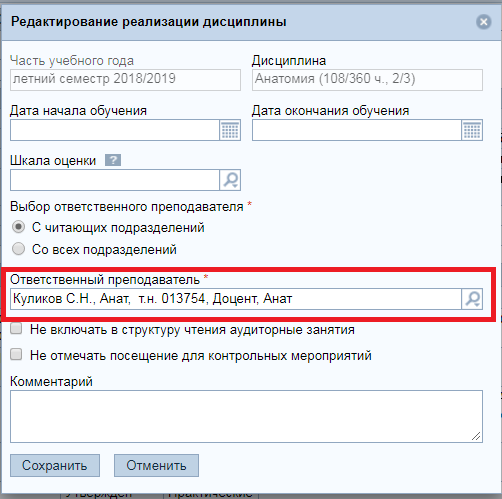 Редактирование реализации дисциплины
Часть учебного года Дисциплина
летний семестр 2018/2019 Анатомия (108/360 ч., 2/3)
Дата начала обучения Дата окончания обучения
Шкала оценки ?
Выбор ответственного преподавателя *
С читающих подразделений
Со всех подразделений
Ответственный преподаватель *
Куликов С.Н., Анат, т.н. 013754, Доцент, Анат
Не включать в структуру чтения аудиторные занятия
Не отмечать посещение для контрольных мероприятий
Комментарий
Сохранить Отменить
Утвержден Практические